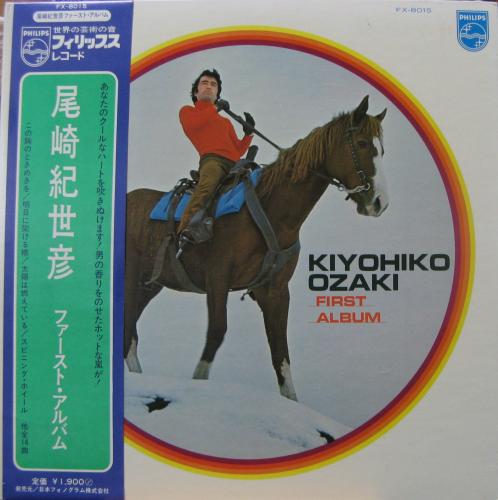 FX-8015
尾崎紀世彦ファースト・アルバム
PHILIPS
世界の芸術の音
フィリップス
レコード
あなたのクールなハートを吹きぬけます!男の香りをのせたホットな嵐が!
尾崎紀世彦 ファースト・アルバム
この胸のときめきを/明日に架ける橋/太陽は燃えている/スピニング・ホイール 他全14曲
定価 ¥1,900
発売元/日本フォノグラム株式会社
FX-8015
PHILIPS
KIYOHIKO
OZAKI
FIRST
ALBUM